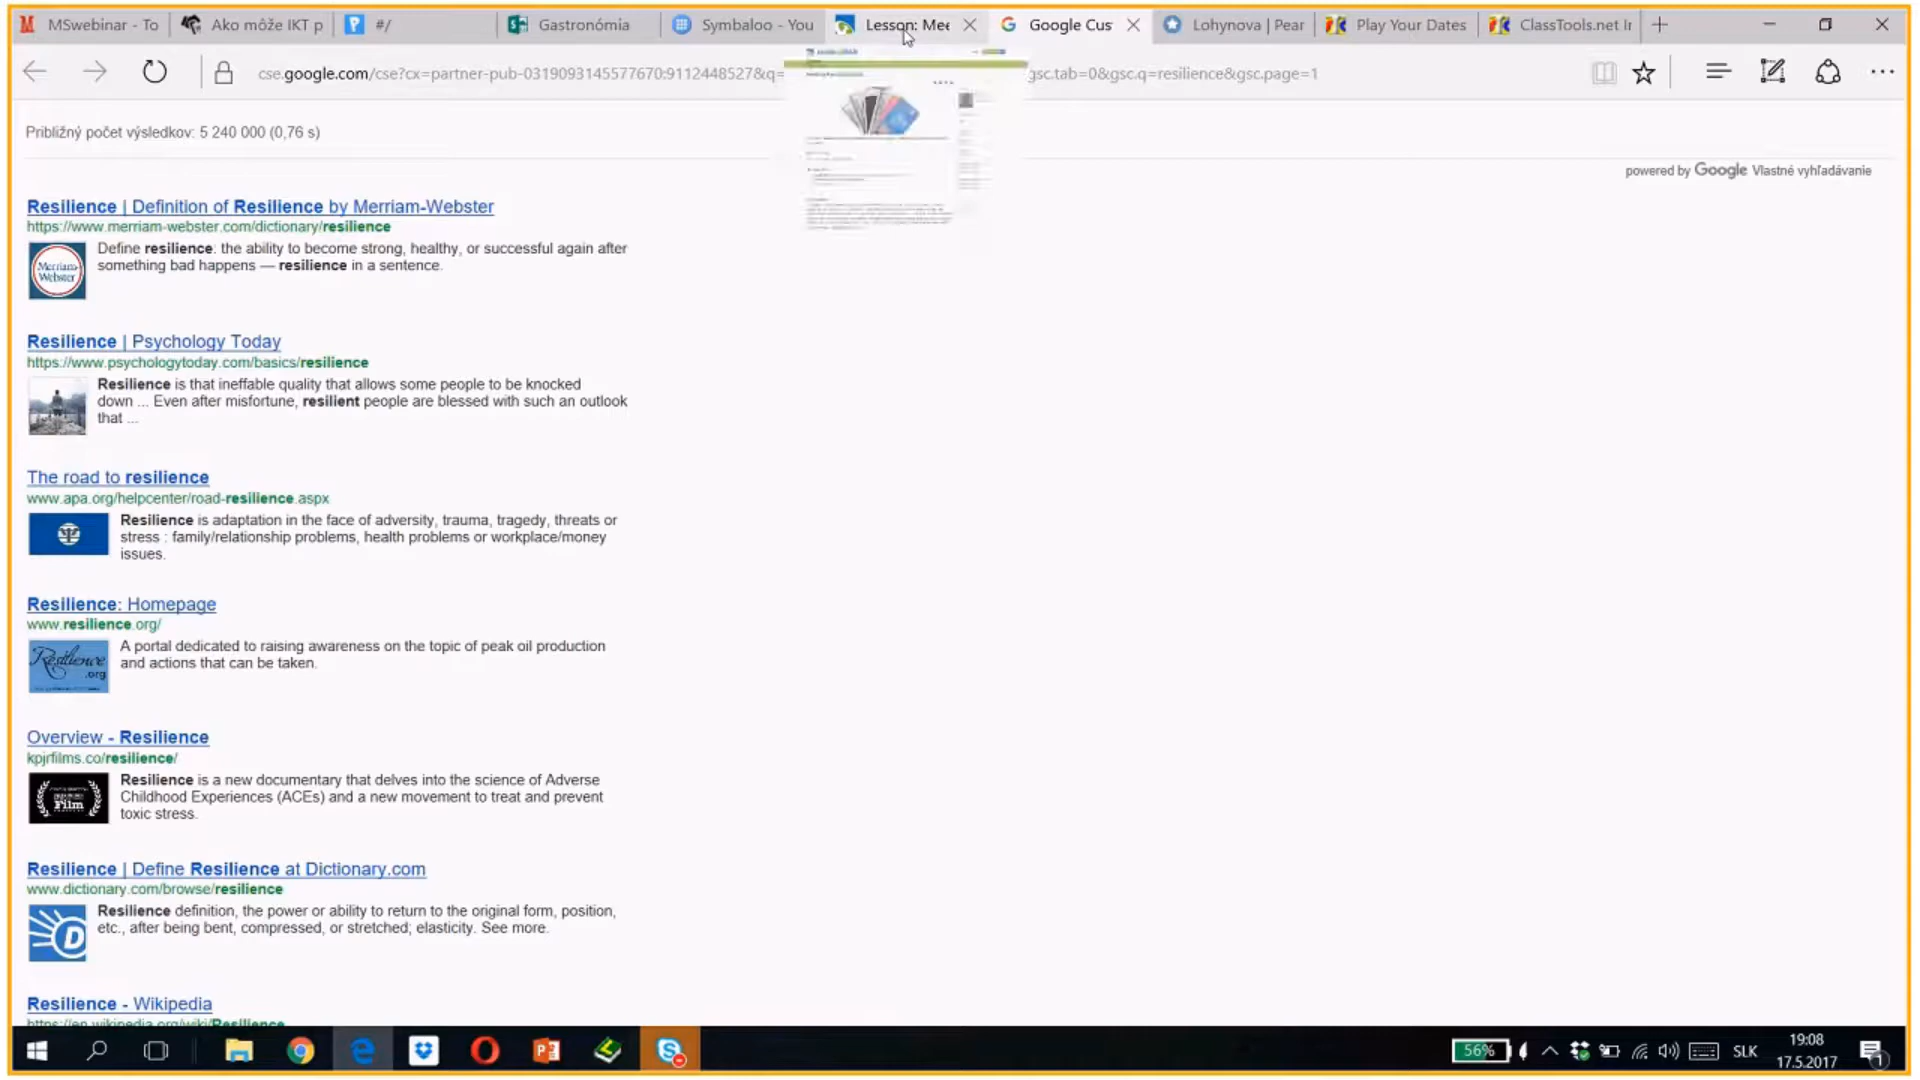 MSwebinar - To Ako môže IKT p #/ Gastronómia Symbaloo - You Lesson: Mee Google Cus Lohynova | Pear Play Your Dates ClassTools.net Ir
cse.google.com/cse?cx=partner-pub-0319093145577670:9112448527&q= gsc.tab=0&gsc.q=resilience&gsc.page=1
Približný počet výsledkov: 5 240 000 (0,76 s)
powered by Google Vlastné vyhľadávanie
Resilience | Definition of Resilience by Merriam-Webster
https://www.merriam-webster.com/dictionary/resilience
Merriam-
Webster
Define resilience: the ability to become strong, healthy, or successful again after
something bad happens — resilience in a sentence.
Resilience | Psychology Today
https://www.psychologytoday.com/basics/resilience
Resilience is that ineffable quality that allows some people to be knocked
down ... Even after misfortune, resilient people are blessed with such an outlook
that ...
The road to resilience
www.apa.org/helpcenter/road-resilience.aspx
Resilience is adaptation in the face of adversity, trauma, tragedy, threats or
stress : family/relationship problems, health problems or workplace/money
issues.
Resilience: Homepage
www.resilience.org/
Resilience
.org
A portal dedicated to raising awareness on the topic of peak oil production
and actions that can be taken.
Overview - Resilience
kpjrfilms.co/resilience/
Film
Resilience is a new documentary that delves into the science of Adverse
Childhood Experiences (ACEs) and a new movement to treat and prevent
toxic stress.
Resilience | Define Resilience at Dictionary.com
www.dictionary.com/browse/resilience
D
Resilience definition, the power or ability to return to the original form, position,
etc., after being bent, compressed, or stretched; elasticity. See more.
Resilience - Wikipedia
https://en.wikipedia.org/wiki/Resilience
56% SLK 19:08
17.5.2017
1